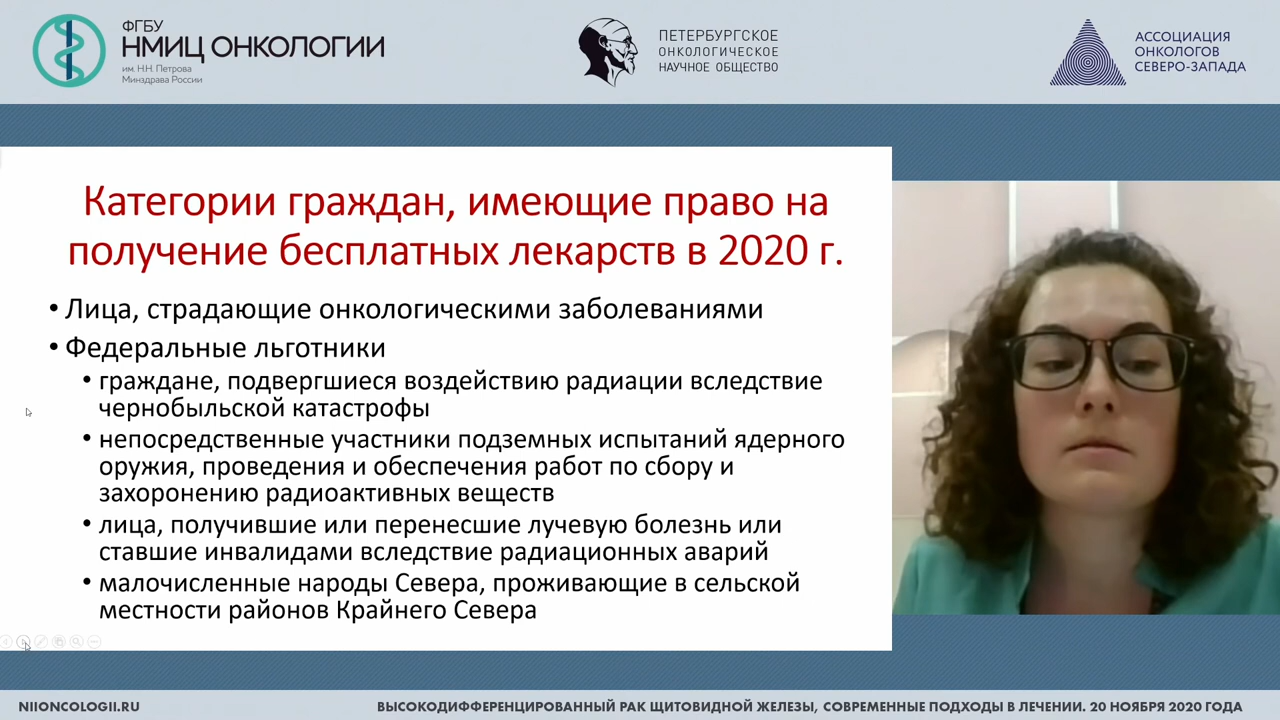 ФГБУ
НМИЦ ОНКОЛОГИИ
им. Н.Н. Петрова
Минздрава России
ПЕТЕРБУРГСКОЕ
ОНКОЛОГИЧЕСКОЕ
НАУЧНОЕ ОБЩЕСТВО
АССОЦИАЦИЯ
ОНКОЛОГОВ
СЕВЕРО-ЗАПАДА
Категории граждан, имеющие право на
получение бесплатных лекарств в 2020 г.
• Лица, страдающие онкологическими заболеваниями
• Федеральные льготники
• граждане, подвергшиеся воздействию радиации вследствие
чернобыльской катастрофы
• непосредственные участники подземных испытаний ядерного
оружия, проведения и обеспечения работ по сбору и
захоронению радиоактивных веществ
• лица, получившие или перенесшие лучевую болезнь или
ставшие инвалидами вследствие радиационных аварий
• малочисленные народы Севера, проживающие в сельской
местности районов Крайнего Севера
NIIONCOLOGII.RU
ВЫСОКОДИФФЕРЕНЦИРОВАННЫЙ РАК ЩИТОВИДНОЙ ЖЕЛЕЗЫ, СОВРЕМЕННЫЕ ПОДХОДЫ В ЛЕЧЕНИИ. 20 НОЯБРЯ 2020 ГОДА